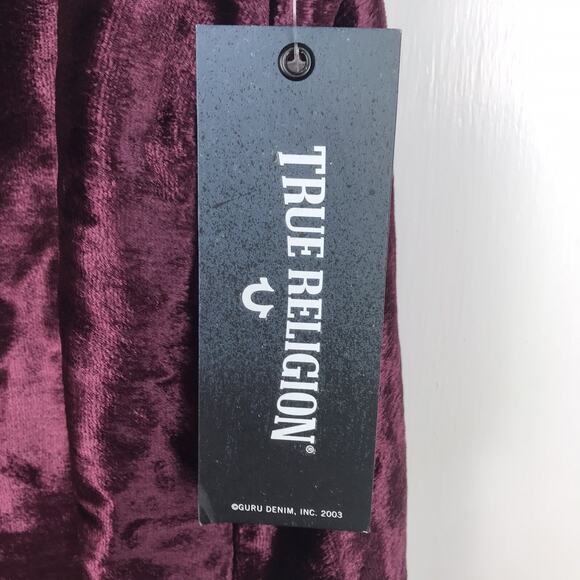 TRUE RELIGION®
©GURU DENIM, INC. 2003